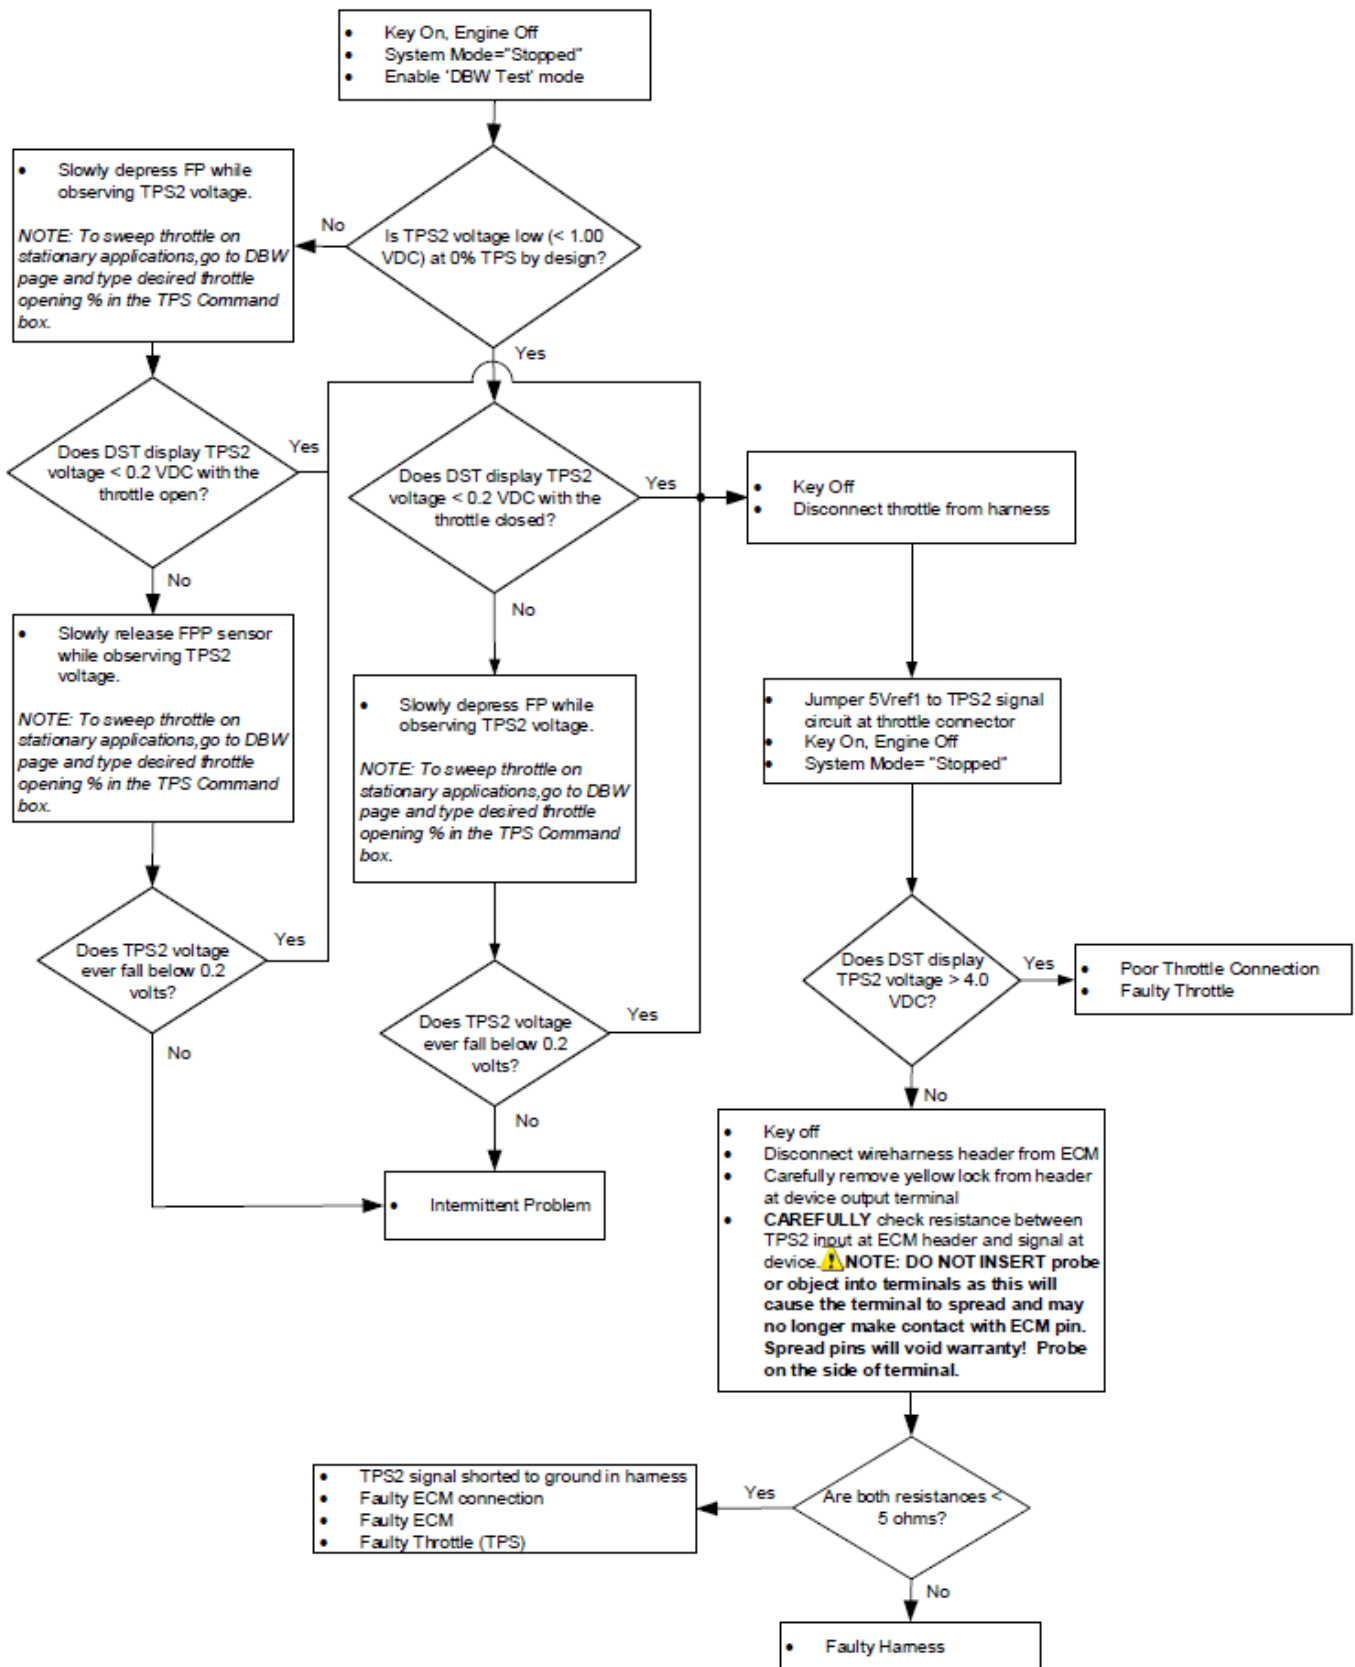 • Key On, Engine Off
• System Mode="Stopped"
• Enable 'DBW Test' mode
• Slowly depress FP while
observing TPS2 voltage.
NOTE: To sweep throttle on
stationary applications,go to DBW
page and type desired throttle
opening % in the TPS Command
box.
No
Is TPS2 voltage low (< 1.00
VDC) at 0% TPS by design?
Yes
Does DST display TPS2
voltage < 0.2 VDC with the
throttle open?
Yes
No
Does DST display TPS2
voltage < 0.2 VDC with the
throttle closed?
Yes
No
• Key Off
• Disconnect throttle from harness
• Slowly release FPP sensor
while observing TPS2
voltage.
NOTE: To sweep throttle on
stationary applications,go to DBW
page and type desired throttle
opening % in the TPS Command
box.
• Slowly depress FP while
observing TPS2 voltage.
NOTE: To sweep throttle on
stationary applications,go to DBW
page and type desired throttle
opening % in the TPS Command
box.
• Jumper 5Vref1 to TPS2 signal
circuit at throttle connector
• Key On, Engine Off
• System Mode= "Stopped"
Does TPS2 voltage
ever fall below 0.2
volts?
Yes
No
Does TPS2 voltage
ever fall below 0.2
volts?
Yes
No
Does DST display
TPS2 voltage > 4.0
VDC?
Yes
• Poor Throttle Connection
• Faulty Throttle
No
• Intermittent Problem
• Key off
• Disconnect wireharness header from ECM
• Carefully remove yellow lock from header
at device output terminal
• CAREFULLY check resistance between
TPS2 input at ECM header and signal at
device. NOTE: DO NOT INSERT probe
or object into terminals as this will
cause the terminal to spread and may
no longer make contact with ECM pin.
Spread pins will void warranty! Probe
on the side of terminal.
• TPS2 signal shorted to ground in harness
• Faulty ECM connection
• Faulty ECM
• Faulty Throttle (TPS)
Yes
Are both resistances <
5 ohms?
No
• Faulty Harness